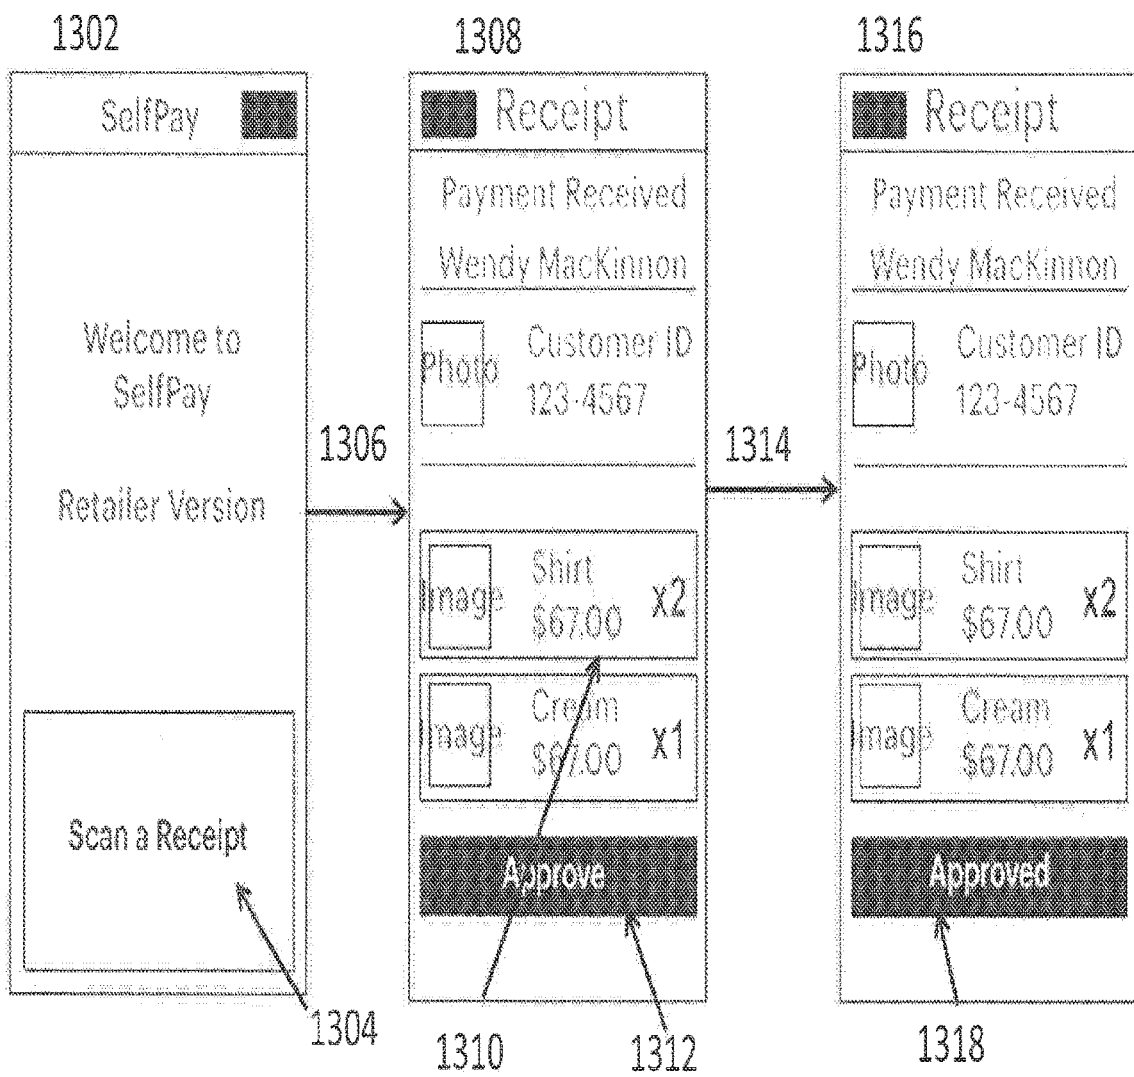 1302
SelfPay
Welcome to
SelfPay
Retailer Version
Scan a Receipt
1304
1306
1308
Receipt
Payment Received
Wendy MacKinnon
Photo
Customer ID
123-4567
Image
Shirt
$67.00
x2
Image
Cream
$67.00
x1
Approve
1310
1312
1314
1316
Receipt
Payment Received
Wendy MacKinnon
Photo
Customer ID
123-4567
Image
Shirt
$67.00
x2
Image
Cream
$67.00
x1
Approved
1318